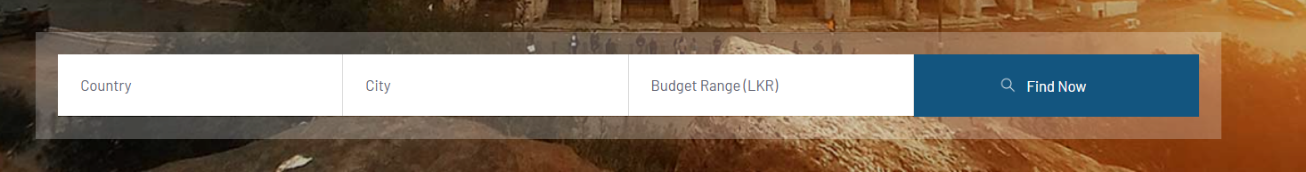 Country
City
Budget Range (LKR)
Find Now